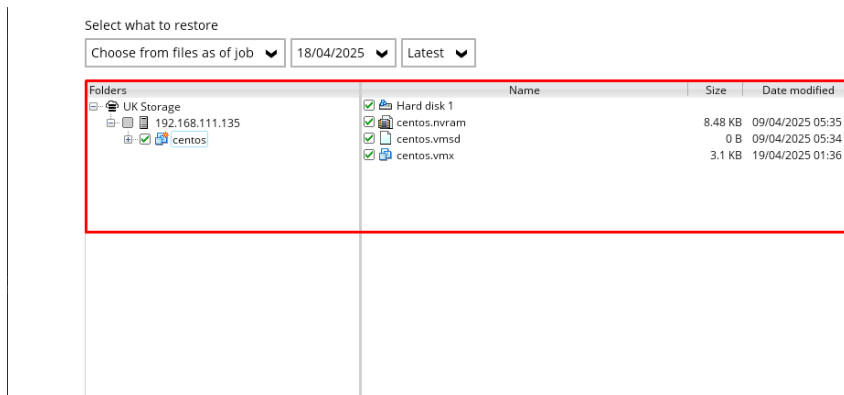 Select what to restore
Choose from files as of job 18/04/2025 Latest
Folders Name Size Date modified
UK Storage Hard disk 1
192.168.111.135 centos.nvram 8.48 KB 09/04/2025 05:35
centos centos.vmsd 0 B 09/04/2025 05:34
centos.vmx 3.1 KB 19/04/2025 01:36